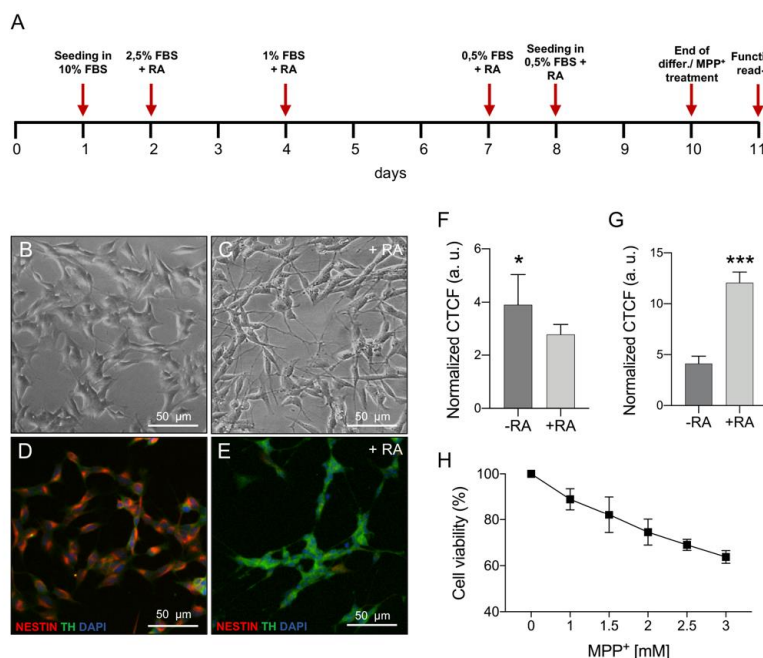 A
Seeding in
10% FBS
2,5% FBS
+ RA
1% FBS
+ RA
0,5% FBS
+ RA
Seeding in
0,5% FBS +
RA
End of
differ./ MPP⁺
treatment
0 1 2 3 4 5 6 7 8 9 10 11
days
B
50 µm
C
+ RA
50 µm
D
50 µm
NESTIN TH DAPI
E
+ RA
50 µm
NESTIN TH DAPI
F
Normalized CTCF (a. u.)
6
4
2
0
*
-RA +RA
G
Normalized CTCF (a. u.)
15
10
5
0
***
-RA +RA
H
Cell viability (%)
100
80
60
40
0 1 1.5 2 2.5 3
MPP⁺ [mM]